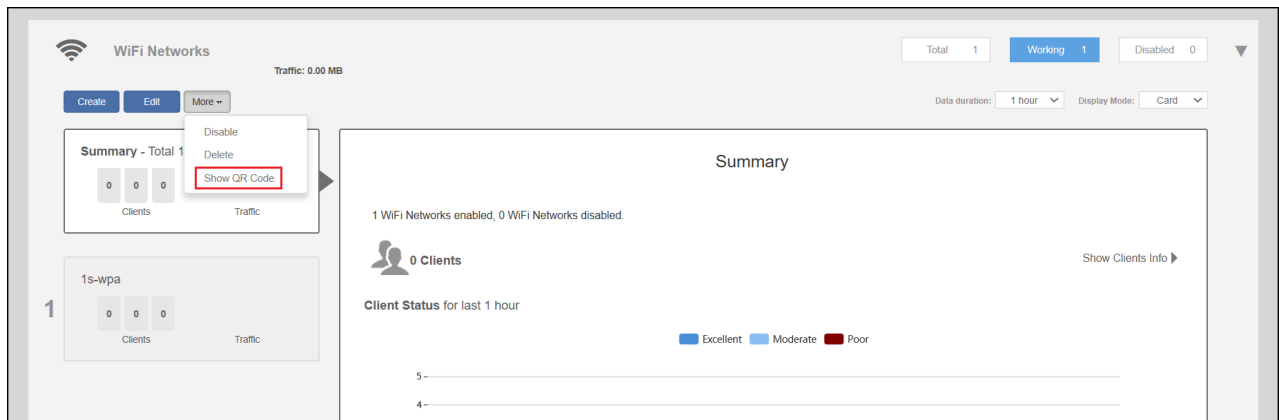 WiFi Networks
Traffic: 0.00 MB
Total 1
Working 1
Disabled 0
Create
Edit
More
Data duration: 1 hour
Display Mode: Card
Disable
Delete
Show QR Code
Summary - Total 1
0 0 0
Clients
Traffic
1
1s-wpa
0 0 0
Clients
Traffic
Summary
1 WiFi Networks enabled, 0 WiFi Networks disabled.
0 Clients
Show Clients Info
Client Status for last 1 hour
Excellent Moderate Poor
5
4